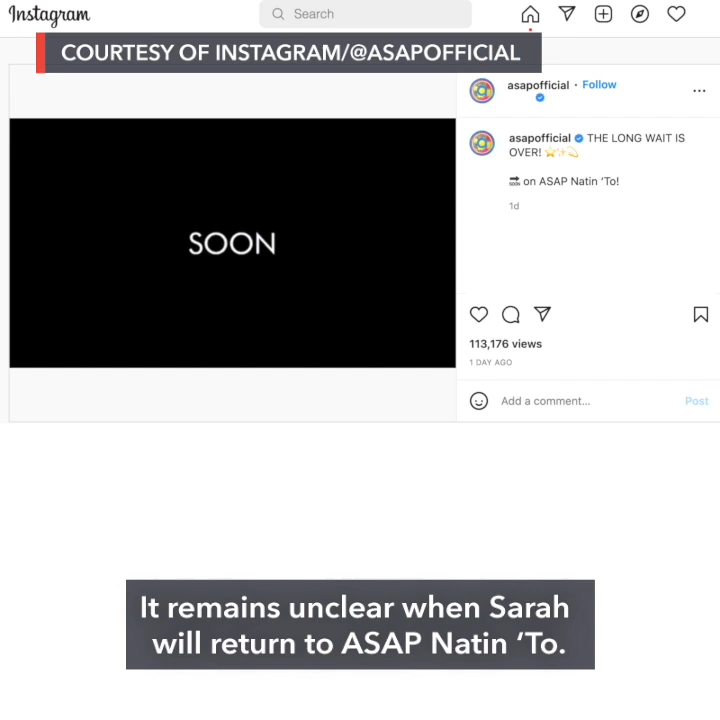 Instagram
Search
COURTESY OF INSTAGRAM/@ASAPOFFICIAL
asapofficial · Follow
SOON
asapofficial THE LONG WAIT IS
OVER! ⭐✨💫
🔜 on ASAP Natin ‘To!
1d
113,176 views
1 DAY AGO
Add a comment...
Post
It remains unclear when Sarah
will return to ASAP Natin ‘To.